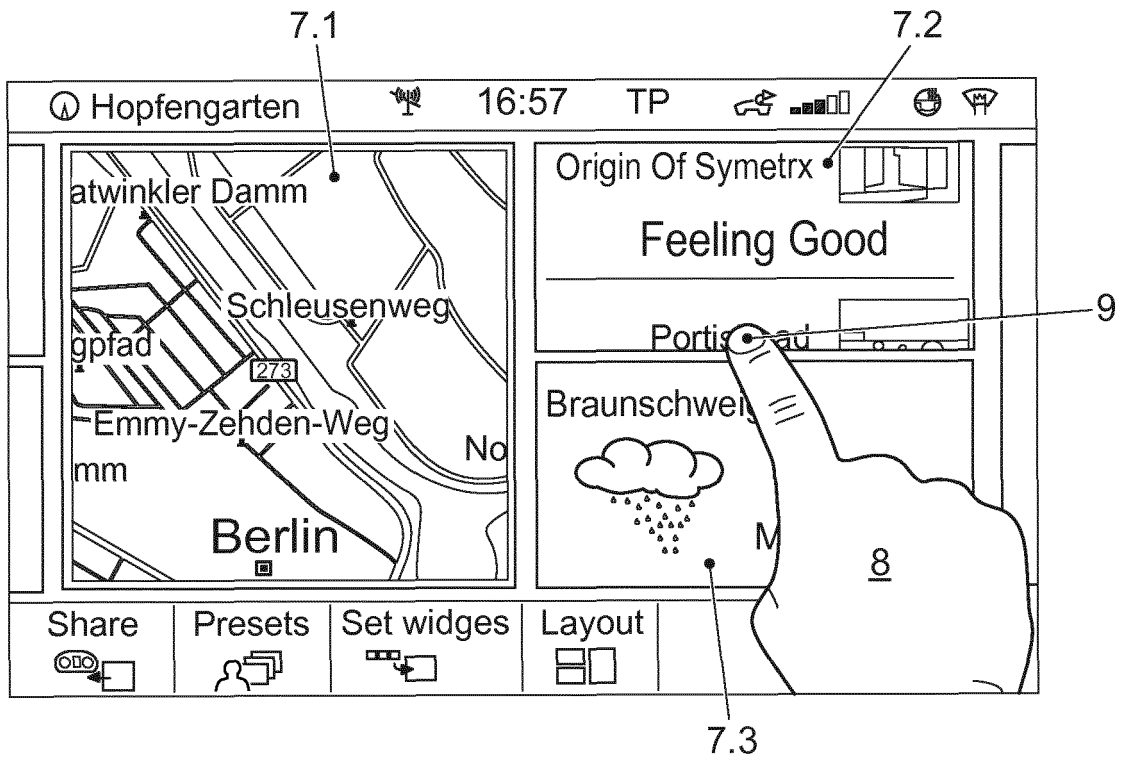 7.1
7.2
Hopfengarten
16:57
TP
atwinkler Damm
Schleusenweg
gpfad
273
Emmy-Zehden-Weg
No
mm
Berlin
Origin Of Symetrx
Feeling Good
9
Braunschweig
M
8
Share
Presets
Set widges
Layout
7.3